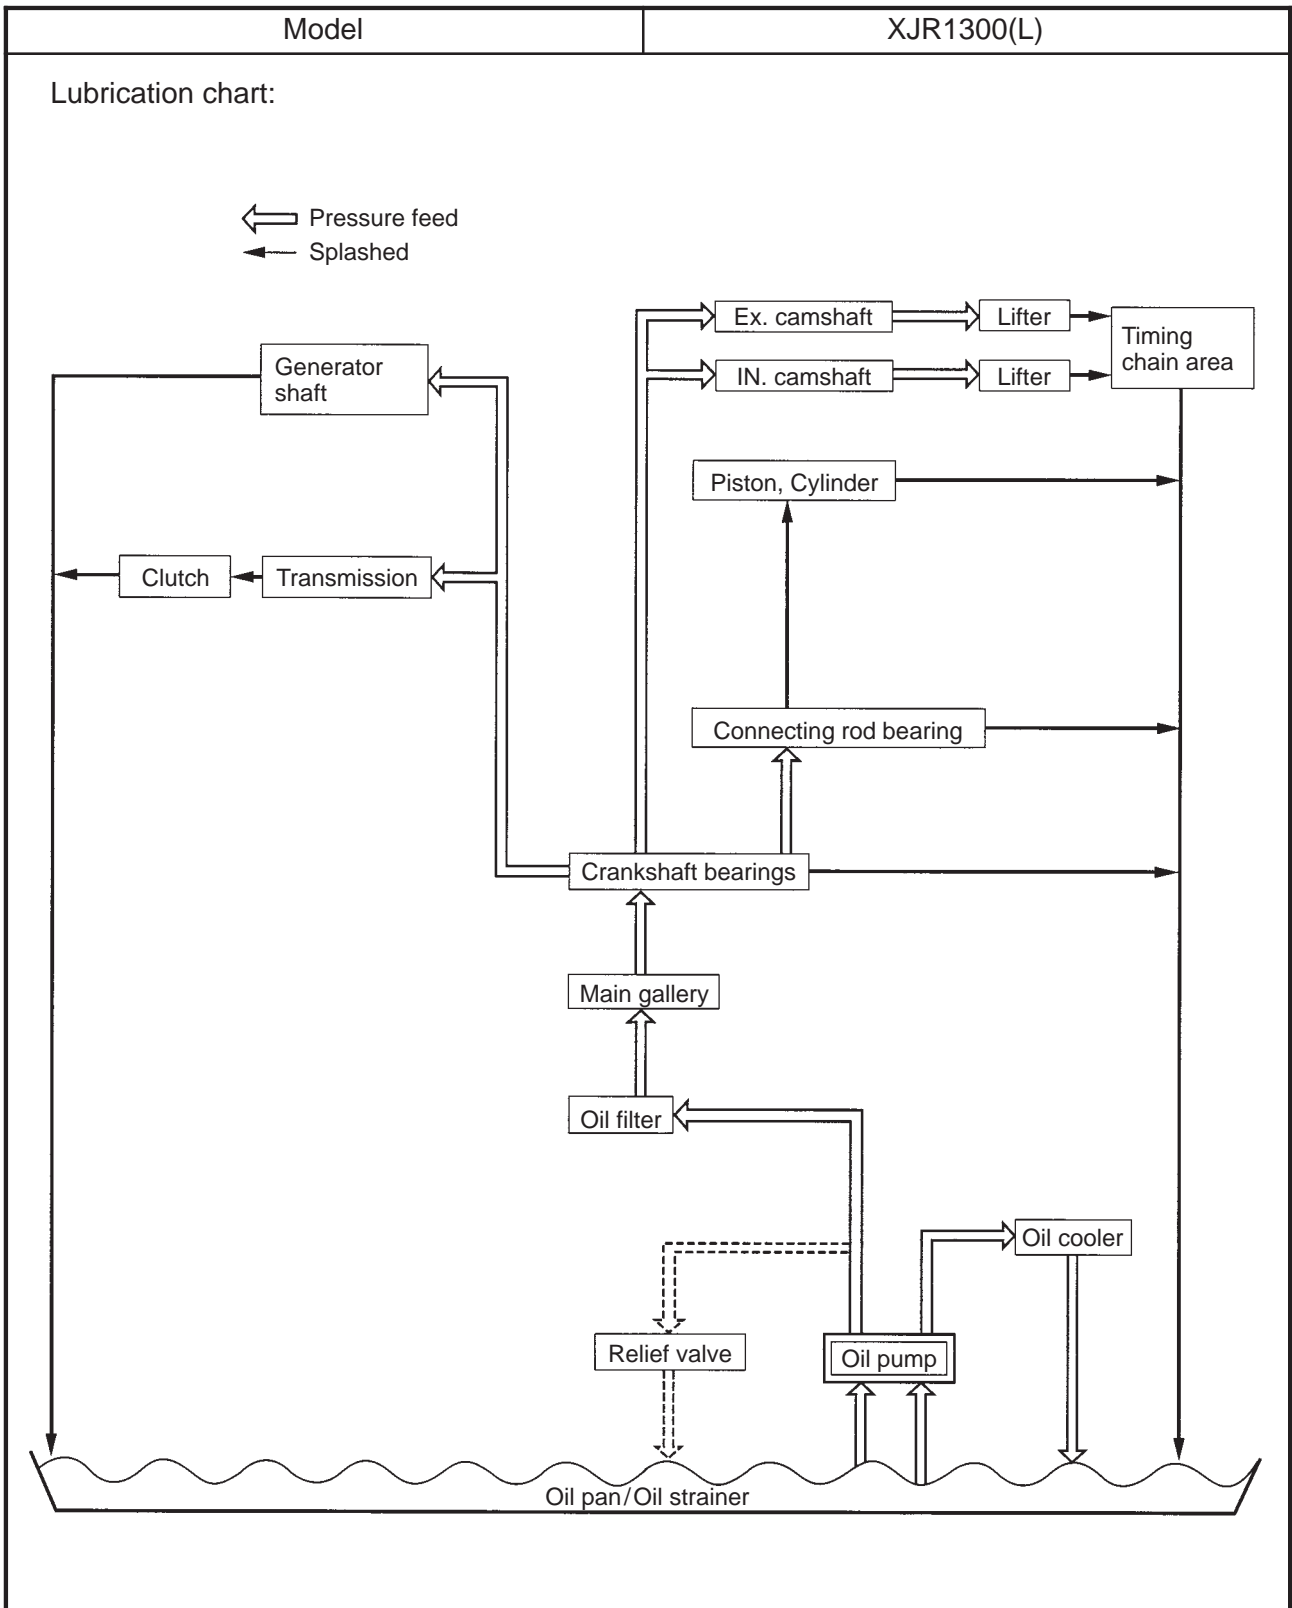 Model
XJR1300(L)
Lubrication chart:
Pressure feed
Splashed
Ex. camshaft
Lifter
Timing
chain area
IN. camshaft
Lifter
Generator
shaft
Piston, Cylinder
Clutch
Transmission
Connecting rod bearing
Crankshaft bearings
Main gallery
Oil filter
Oil cooler
Relief valve
Oil pump
Oil pan/Oil strainer